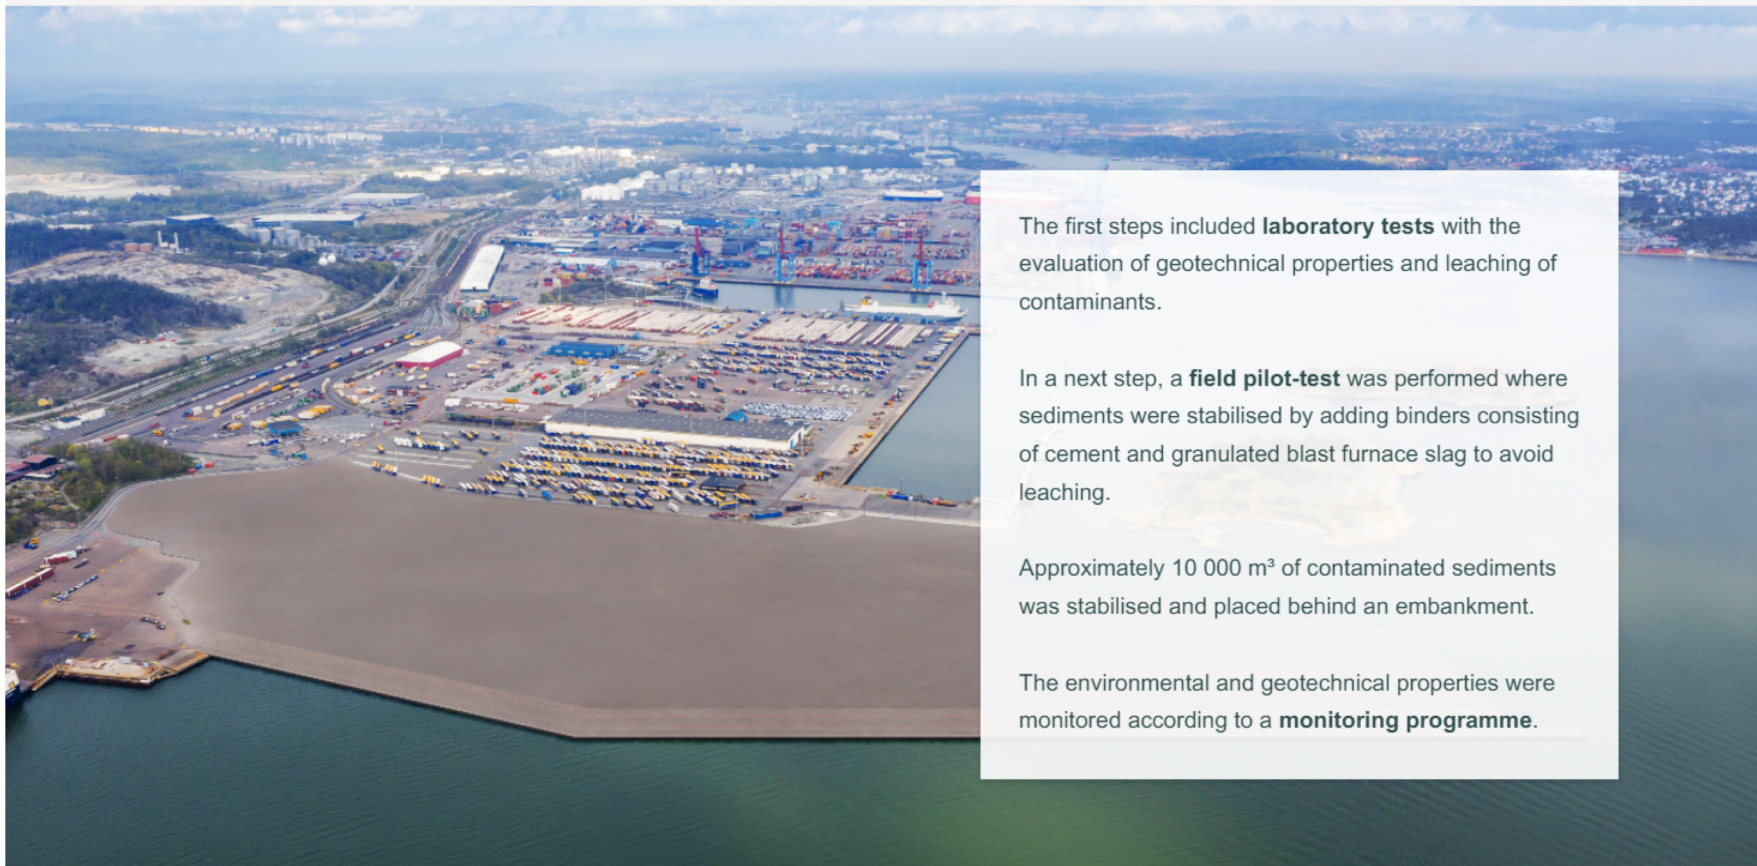 The first steps included laboratory tests with the
evaluation of geotechnical properties and leaching of
contaminants.
In a next step, a field pilot-test was performed where
sediments were stabilised by adding binders consisting
of cement and granulated blast furnace slag to avoid
leaching.
Approximately 10 000 m³ of contaminated sediments
was stabilised and placed behind an embankment.
The environmental and geotechnical properties were
monitored according to a monitoring programme.